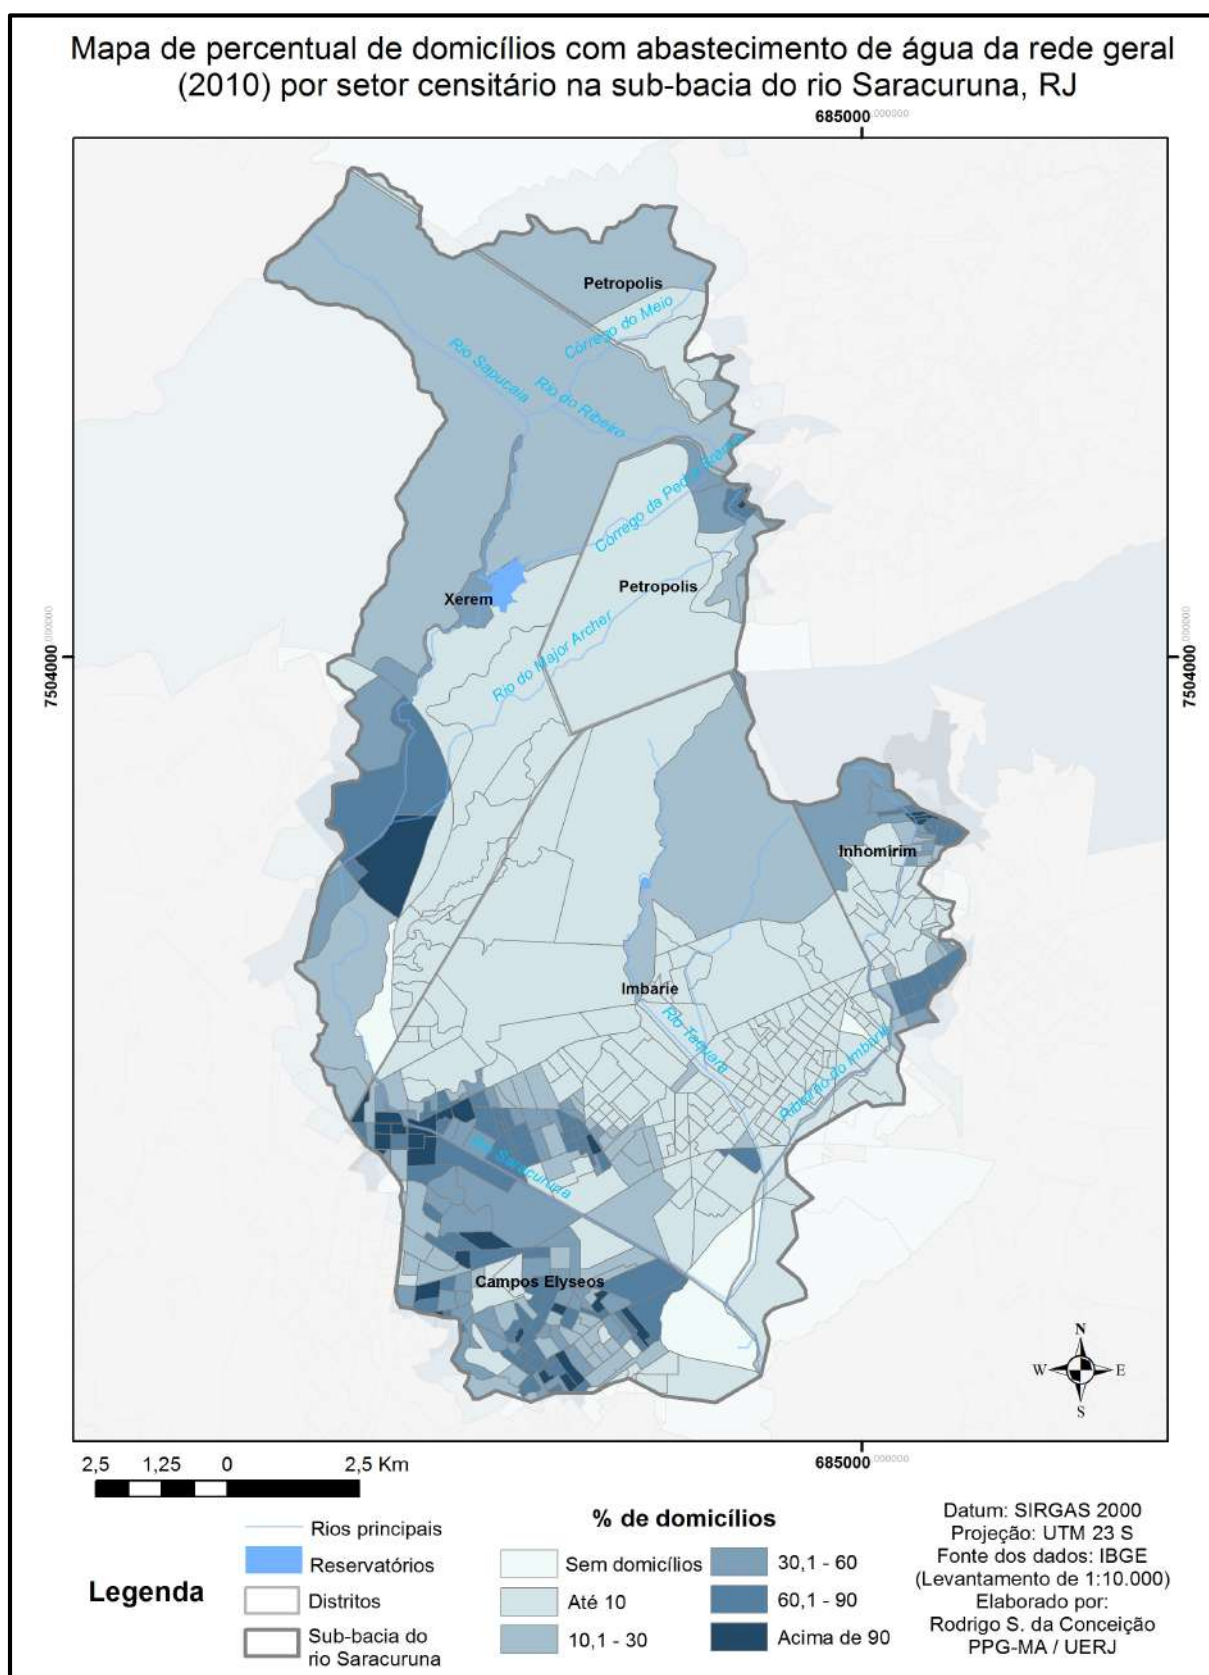 Mapa de percentual de domicílios com abastecimento de água da rede geral
(2010) por setor censitário na sub-bacia do rio Saracuruna, RJ
685000,000000
Petropolis
Córrego do Meio
Rio Sapucaia
Rio do Ribeiro
Córrego da Pedra Branca
Xerem
Petropolis
Rio do Major Archer
7504000,000000
7504000,000000
Inhomirim
Imbarie
Rio Taquara
Ribeirão do Imbarie
Rio Saracuruna
Campos Elyseos
N
W
E
S
685000,000000
2,5 1,25 0 2,5 Km
Legenda
Rios principais
Reservatórios
Distritos
Sub-bacia do
rio Saracuruna
% de domicílios
Sem domicílios
Até 10
10,1 - 30
30,1 - 60
60,1 - 90
Acima de 90
Datum: SIRGAS 2000
Projeção: UTM 23 S
Fonte dos dados: IBGE
(Levantamento de 1:10.000)
Elaborado por:
Rodrigo S. da Conceição
PPG-MA / UERJ